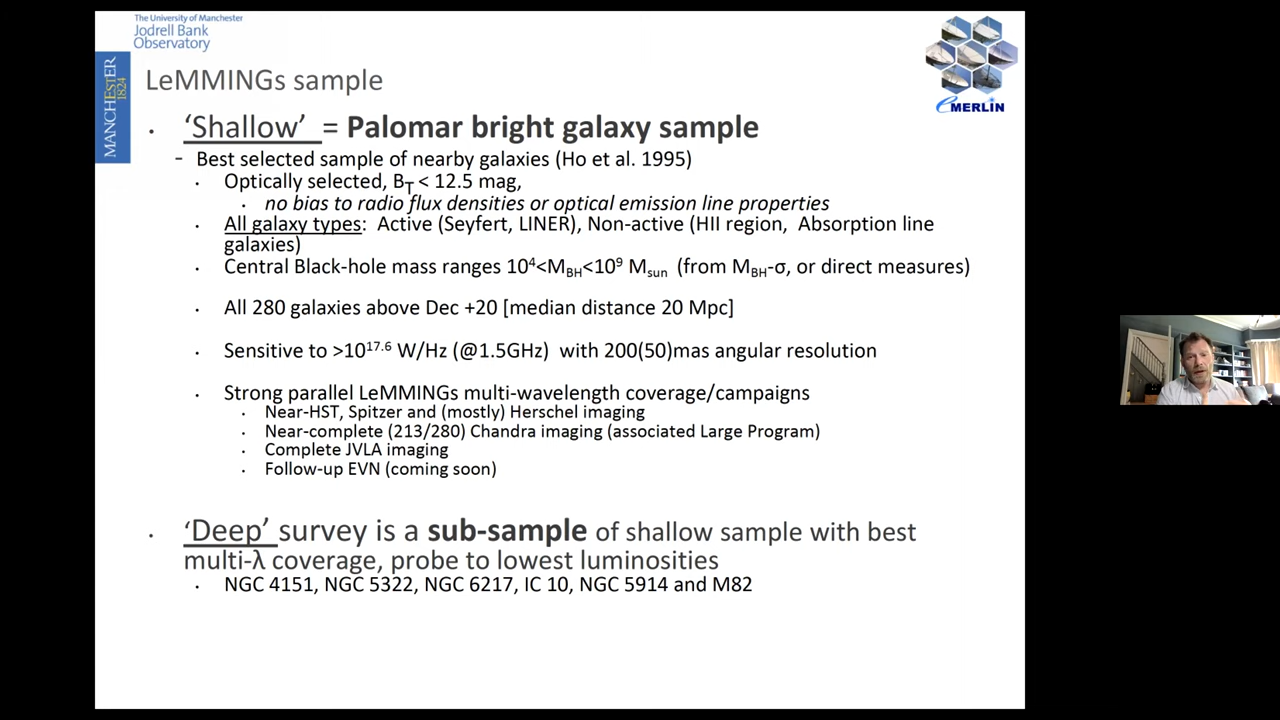 The University of Manchester
Jodrell Bank
Observatory
MANCHESTER
1824
e-MERLIN
LeMMINGs sample
• 'Shallow' = Palomar bright galaxy sample
– Best selected sample of nearby galaxies (Ho et al. 1995)
• Optically selected, B_T < 12.5 mag,
• no bias to radio flux densities or optical emission line properties
• All galaxy types: Active (Seyfert, LINER), Non-active (HII region, Absorption line
galaxies)
• Central Black-hole mass ranges 10⁴<M_BH<10⁹ M_sun (from M_BH-σ, or direct measures)
• All 280 galaxies above Dec +20 [median distance 20 Mpc]
• Sensitive to >10¹⁷·⁶ W/Hz (@1.5GHz) with 200(50)mas angular resolution
• Strong parallel LeMMINGs multi-wavelength coverage/campaigns
• Near-HST, Spitzer and (mostly) Herschel imaging
• Near-complete (213/280) Chandra imaging (associated Large Program)
• Complete JVLA imaging
• Follow-up EVN (coming soon)
• 'Deep' survey is a sub-sample of shallow sample with best
multi-λ coverage, probe to lowest luminosities
• NGC 4151, NGC 5322, NGC 6217, IC 10, NGC 5914 and M82